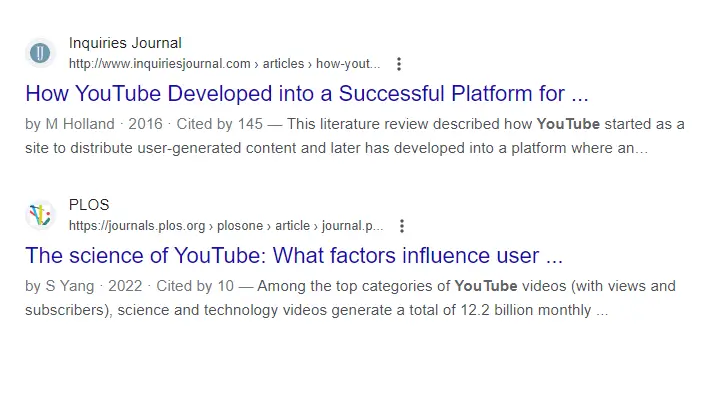 Inquiries Journal
http://www.inquiriesjournal.com › articles › how-yout...
How YouTube Developed into a Successful Platform for ...
by M Holland · 2016 · Cited by 145 — This literature review described how YouTube started as a
site to distribute user-generated content and later has developed into a platform where an...
PLOS
https://journals.plos.org › plosone › article › journal.p...
The science of YouTube: What factors influence user ...
by S Yang · 2022 · Cited by 10 — Among the top categories of YouTube videos (with views and
subscribers), science and technology videos generate a total of 12.2 billion monthly ...